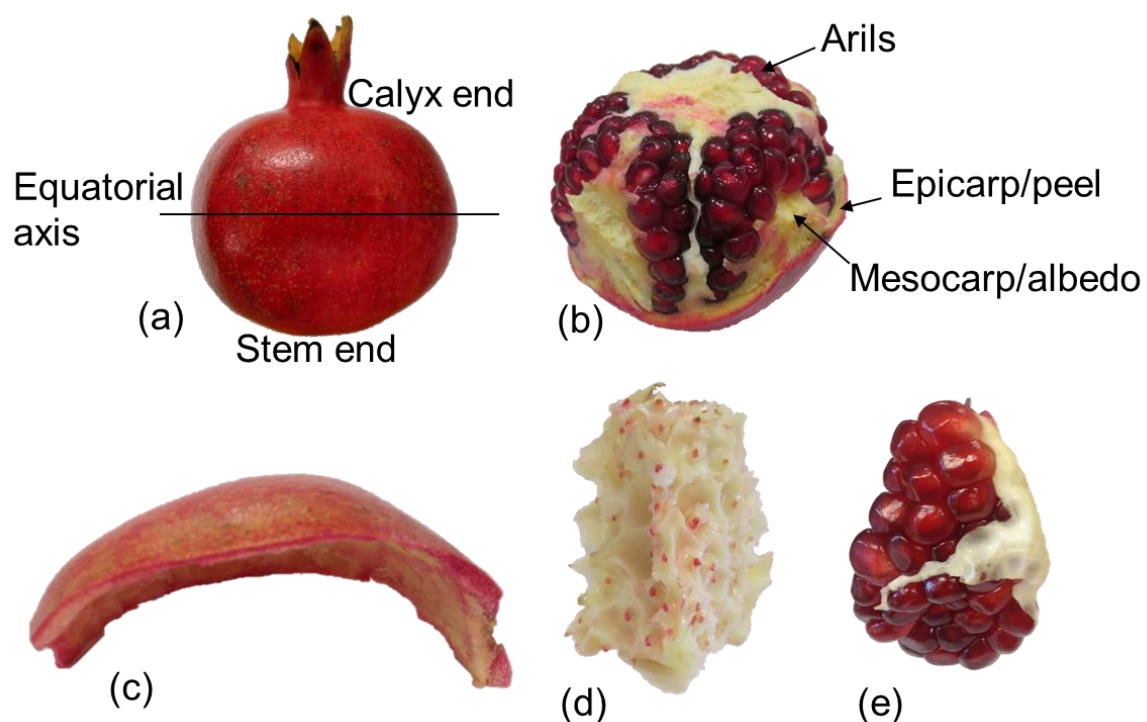 Calyx end
Equatorial
axis
(a)
Stem end
Arils
Epicarp/peel
Mesocarp/albedo
(b)
(c)
(d)
(e)